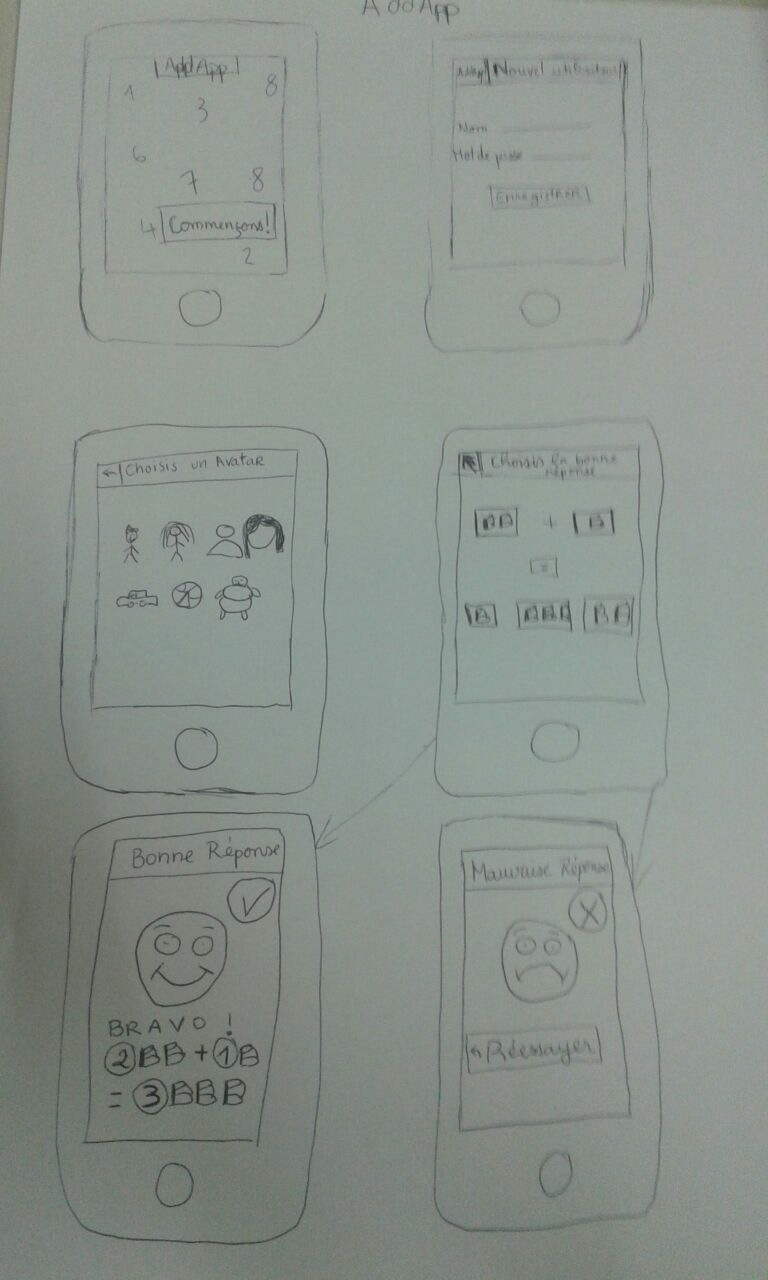 AddApp
AddApp
1
8
3
6
7
8
4
Commençons!
2
Nouvel utilisateur
Nom
Mot de passe
Enregistrer
Choisis un Avatar
Choisis la bonne
réponse
BB + B
=
B BBB BB
Bonne Réponse
BRAVO !
2BB + 1B
= 3BBB
Mauvaise Réponse
X
Réessayer